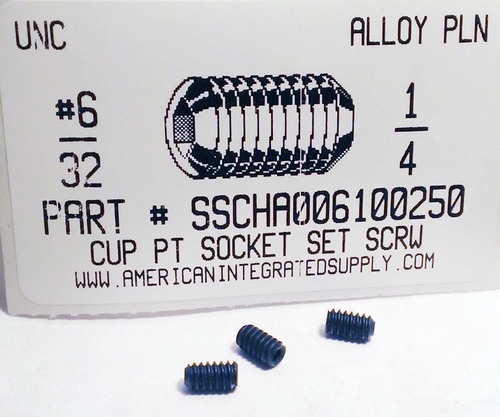 UNC ALLOY PLN
#6 1
32 4
PART # SSCHA006100250
CUP PT SOCKET SET SCRW
WWW.AMERICANINTEGRATEDSUPPLY.COM